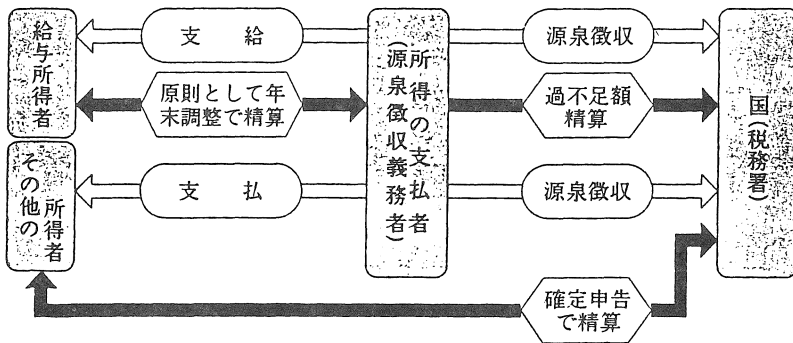 給与所得者
支　給
源泉徴収
原則として年
末調整で精算
所得の支払者
(源泉徴収義務者)
過不足額
精算
国(税務署)
その他の
所得者
支　払
源泉徴収
確定申告
で精算